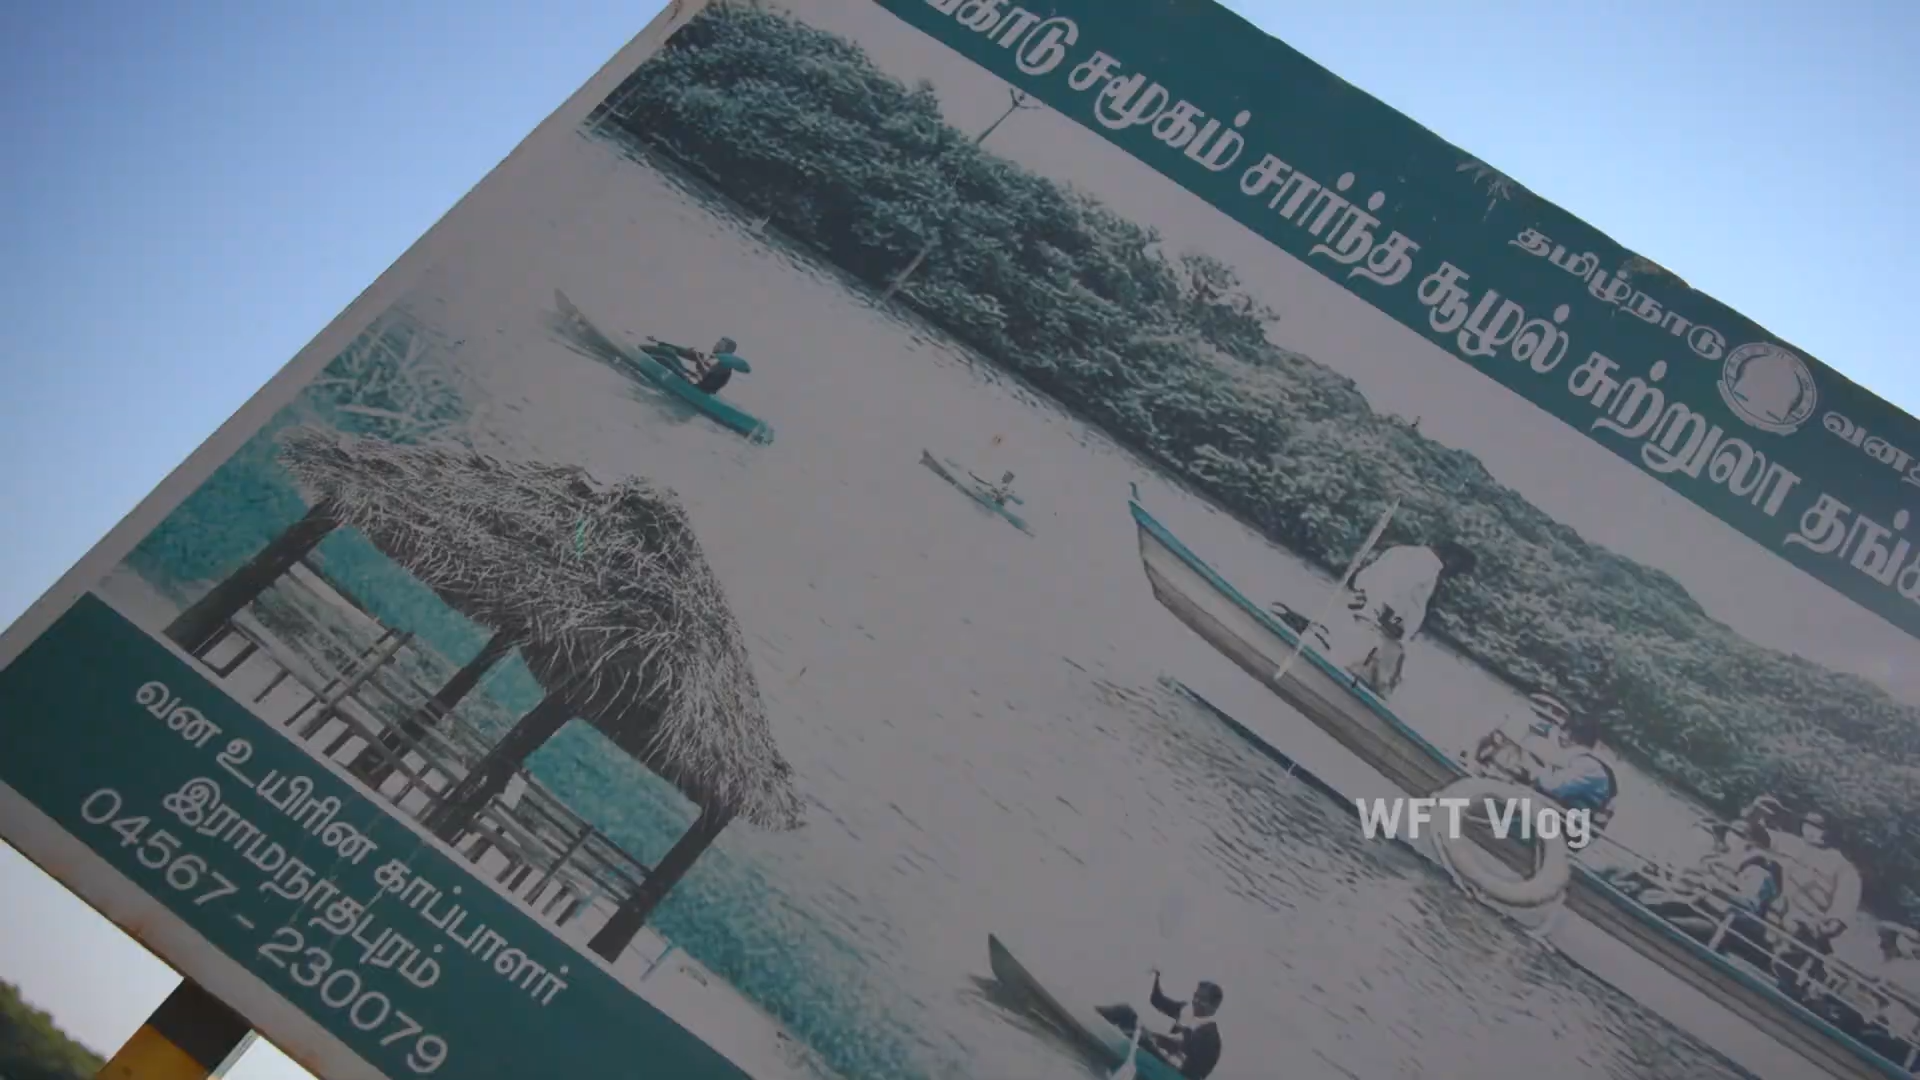 தமிழ்நாடு
சமூகம் சார்ந்த சூழல் சுற்றுலா
வன உயிரின காப்பாளர்
இராமநாதபுரம்
04567 - 230079
WFT Vlog